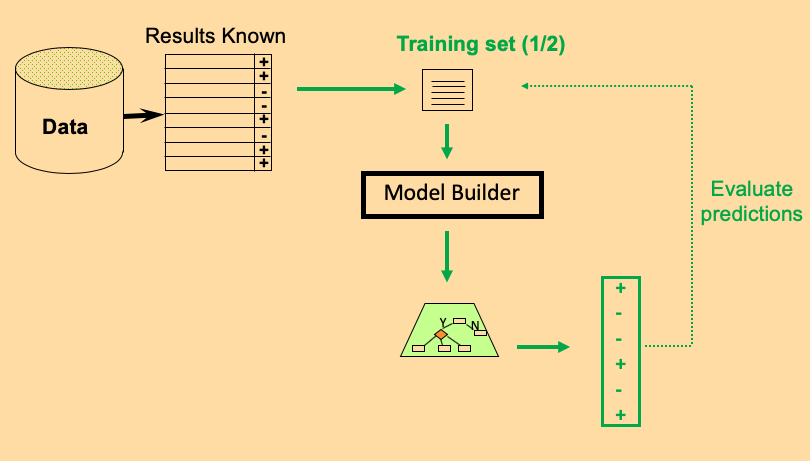 Results Known
Training set (1/2)
Data
+
+
-
-
+
-
+
+
Model Builder
Evaluate
predictions
Y
N
+
-
-
+
-
+